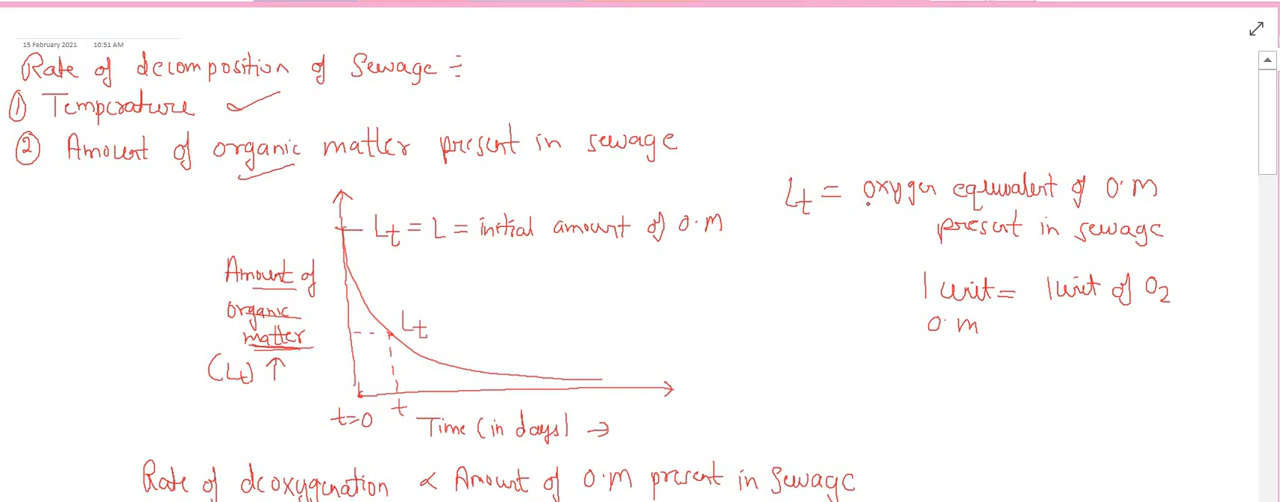 15 February 2021 10:51 AM
Rate of decomposition of Sewage :-
① Temperature ✓
② Amount of organic matter present in sewage
Lt = L = initial amount of O.M
Amount of
organic
matter
(Lt) ↑
Lt
t=0 t
Time (in days) →
Lt = oxygen equivalent of O.M
present in sewage
1 unit = 1 unit of O2
O.M
Rate of deoxygenation ∝ Amount of O.M present in Sewage